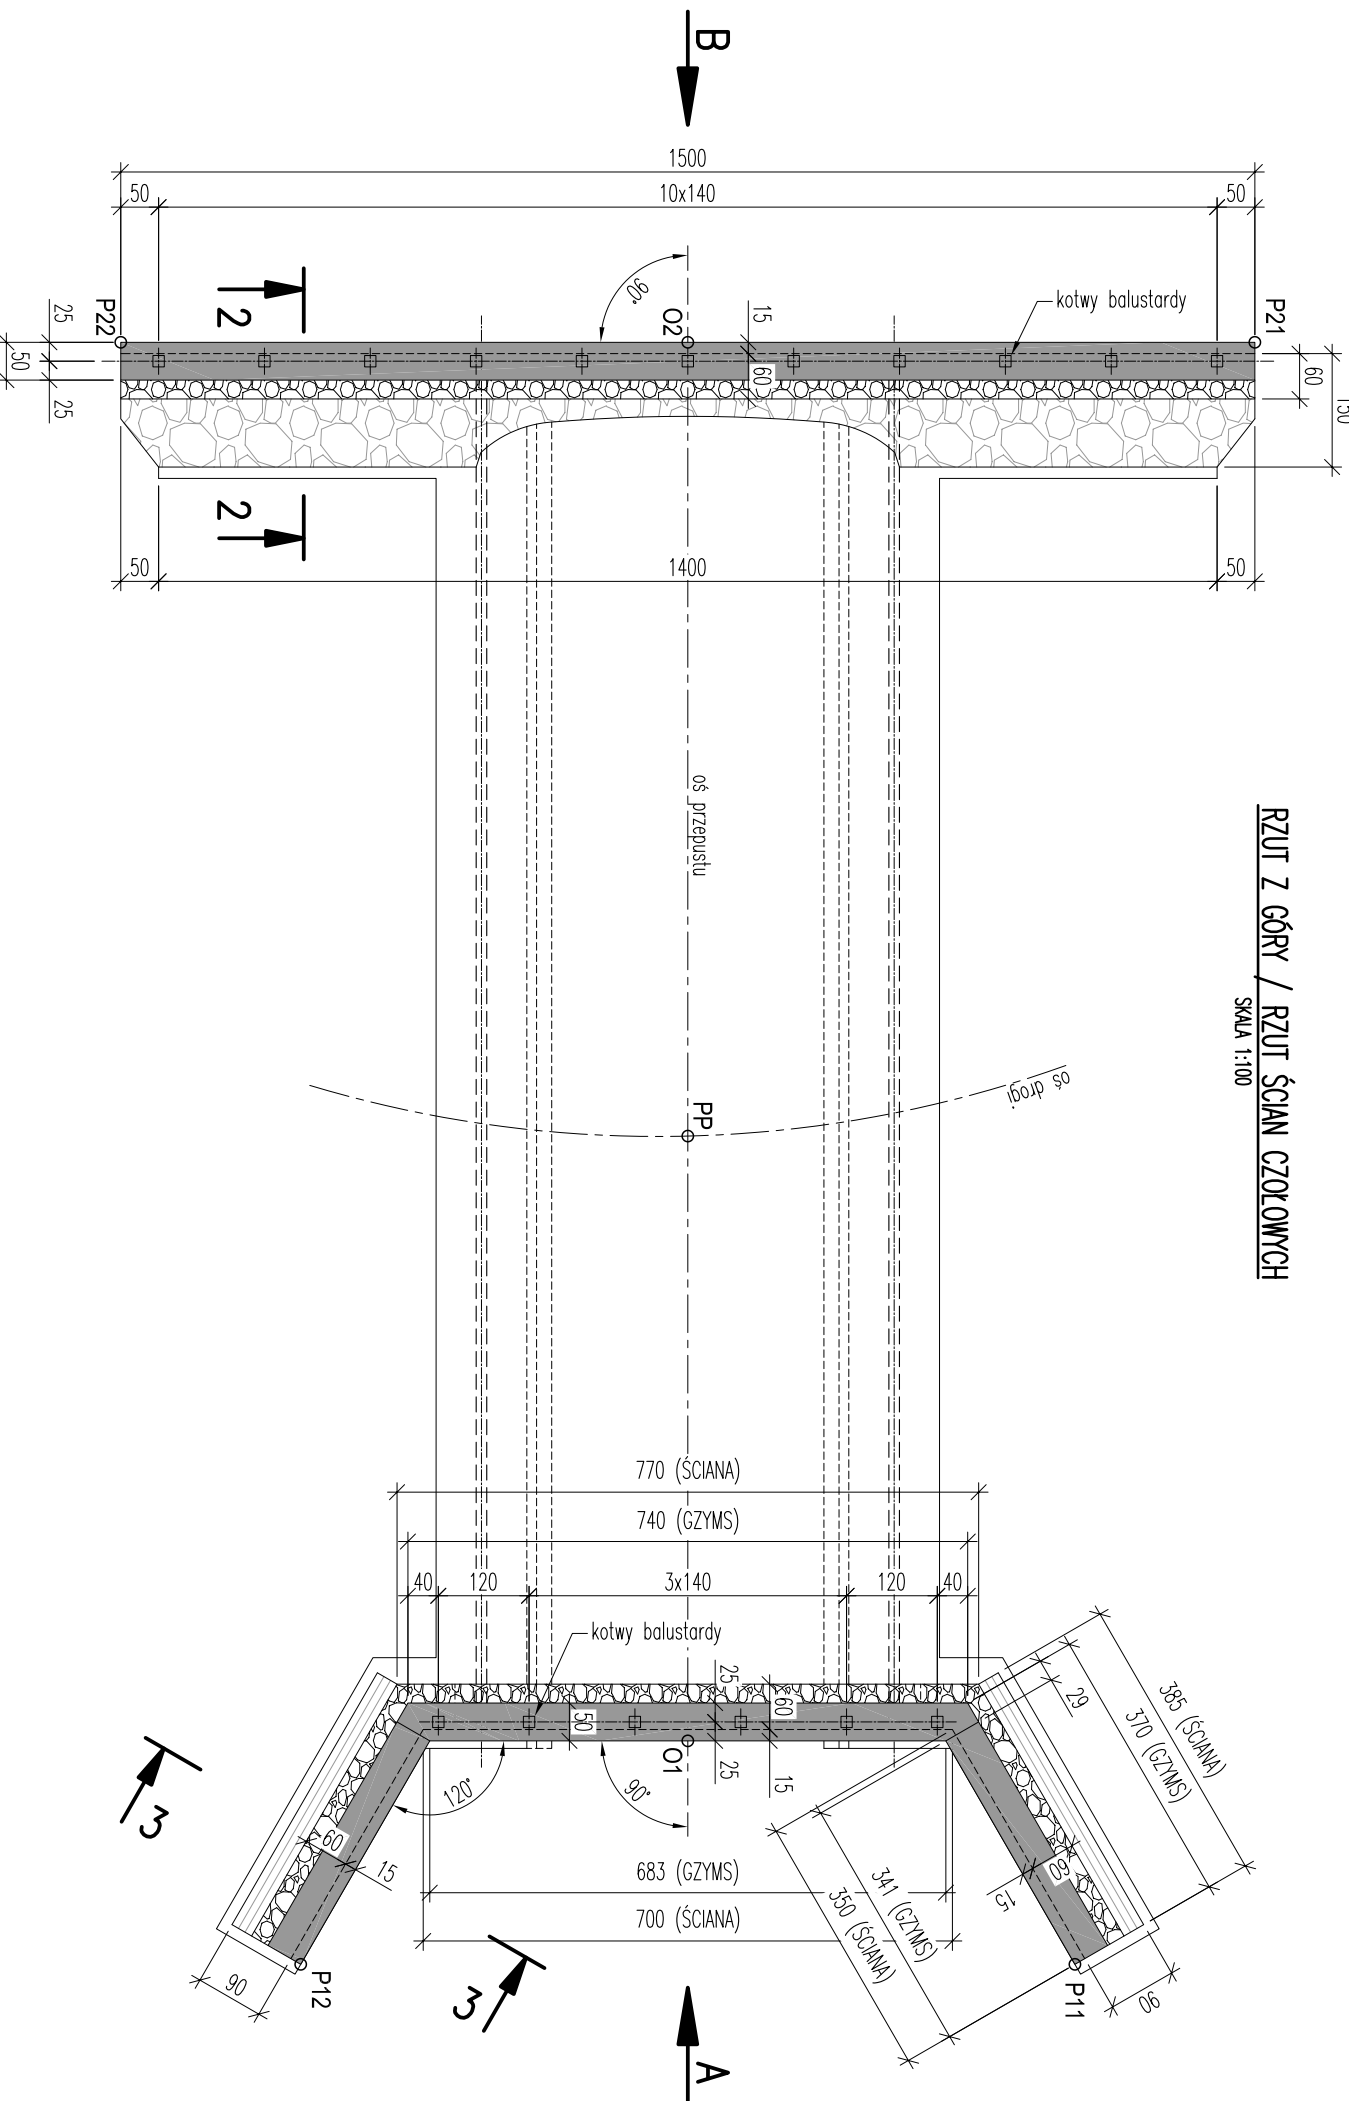 B
1500
50
10x140
50
90°
2
kotwy balustardy
15
O2
P21
P22
25
50
25
60
60
150
2
50
1400
50
oś przepustu
RZUT Z GÓRY / RZUT ŚCIAN CZOŁOWYCH
SKALA 1:100
oś drogi
PP
770 (ŚCIANA)
740 (GZYMS)
40
120
3x140
120
40
kotwy balustardy
25
60
50
O1
25
15
29
385 (ŚCIANA)
370 (GZYMS)
120°
90°
60
15
60
15
683 (GZYMS)
700 (ŚCIANA)
341 (GZYMS)
350 (ŚCIANA)
3
3
90
P12
P11
90
A